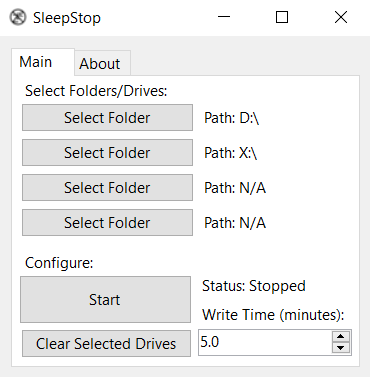 SleepStop
Main About
Select Folders/Drives:
Select Folder Path: D:\
Select Folder Path: X:\
Select Folder Path: N/A
Select Folder Path: N/A
Configure:
Start
Status: Stopped
Write Time (minutes):
Clear Selected Drives 5.0